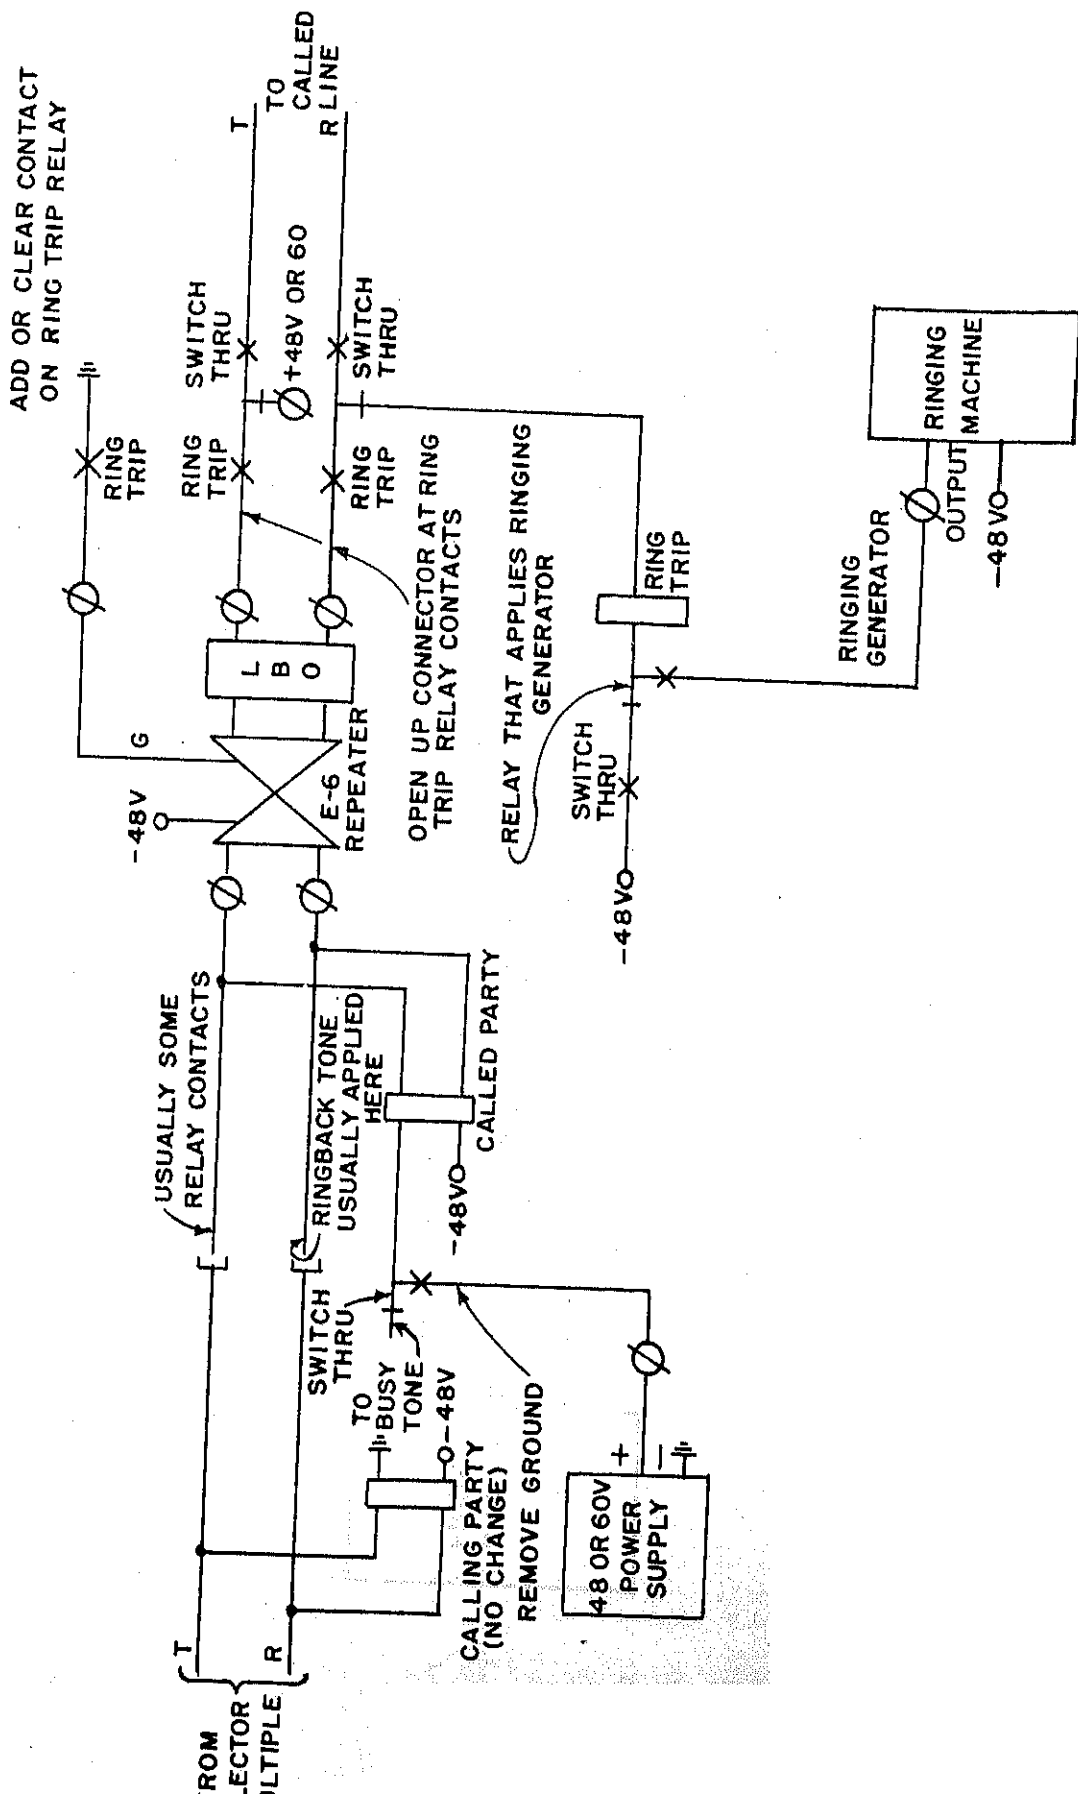 ADD OR CLEAR CONTACT
ON RING TRIP RELAY
RING
TRIP
G
-48V
E-6
REPEATER
L
B
O
RING
TRIP
SWITCH
THRU
+48V OR 60
T
TO
CALLED
LINE
R
RING
TRIP
SWITCH
THRU
OPEN UP CONNECTOR AT RING
TRIP RELAY CONTACTS
USUALLY SOME
RELAY CONTACTS
RINGBACK TONE
USUALLY APPLIED
HERE
CALLED PARTY
-48V
SWITCH
THRU
TO
BUSY
TONE
-48V
CALLING PARTY
(NO CHANGE)
REMOVE GROUND
T
R
MULTIPLE
48 OR 60V
POWER
SUPPLY
+
−
RELAY THAT APPLIES RINGING
GENERATOR
SWITCH
THRU
-48V
RING
TRIP
RINGING
GENERATOR
OUTPUT
-48V
RINGING
MACHINE